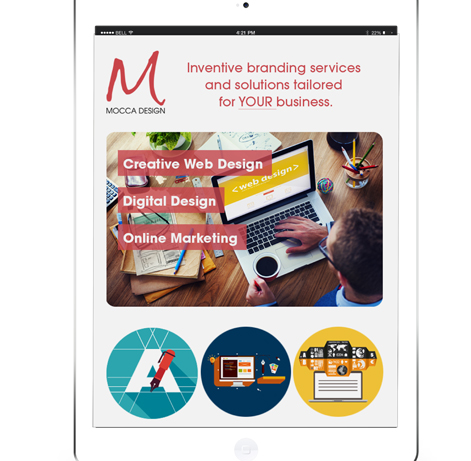 BELL
4:21 PM
22%
M
MOCCA DESIGN
Inventive branding services
and solutions tailored
for YOUR business.
Creative Web Design
Digital Design
Online Marketing
<web design>
A